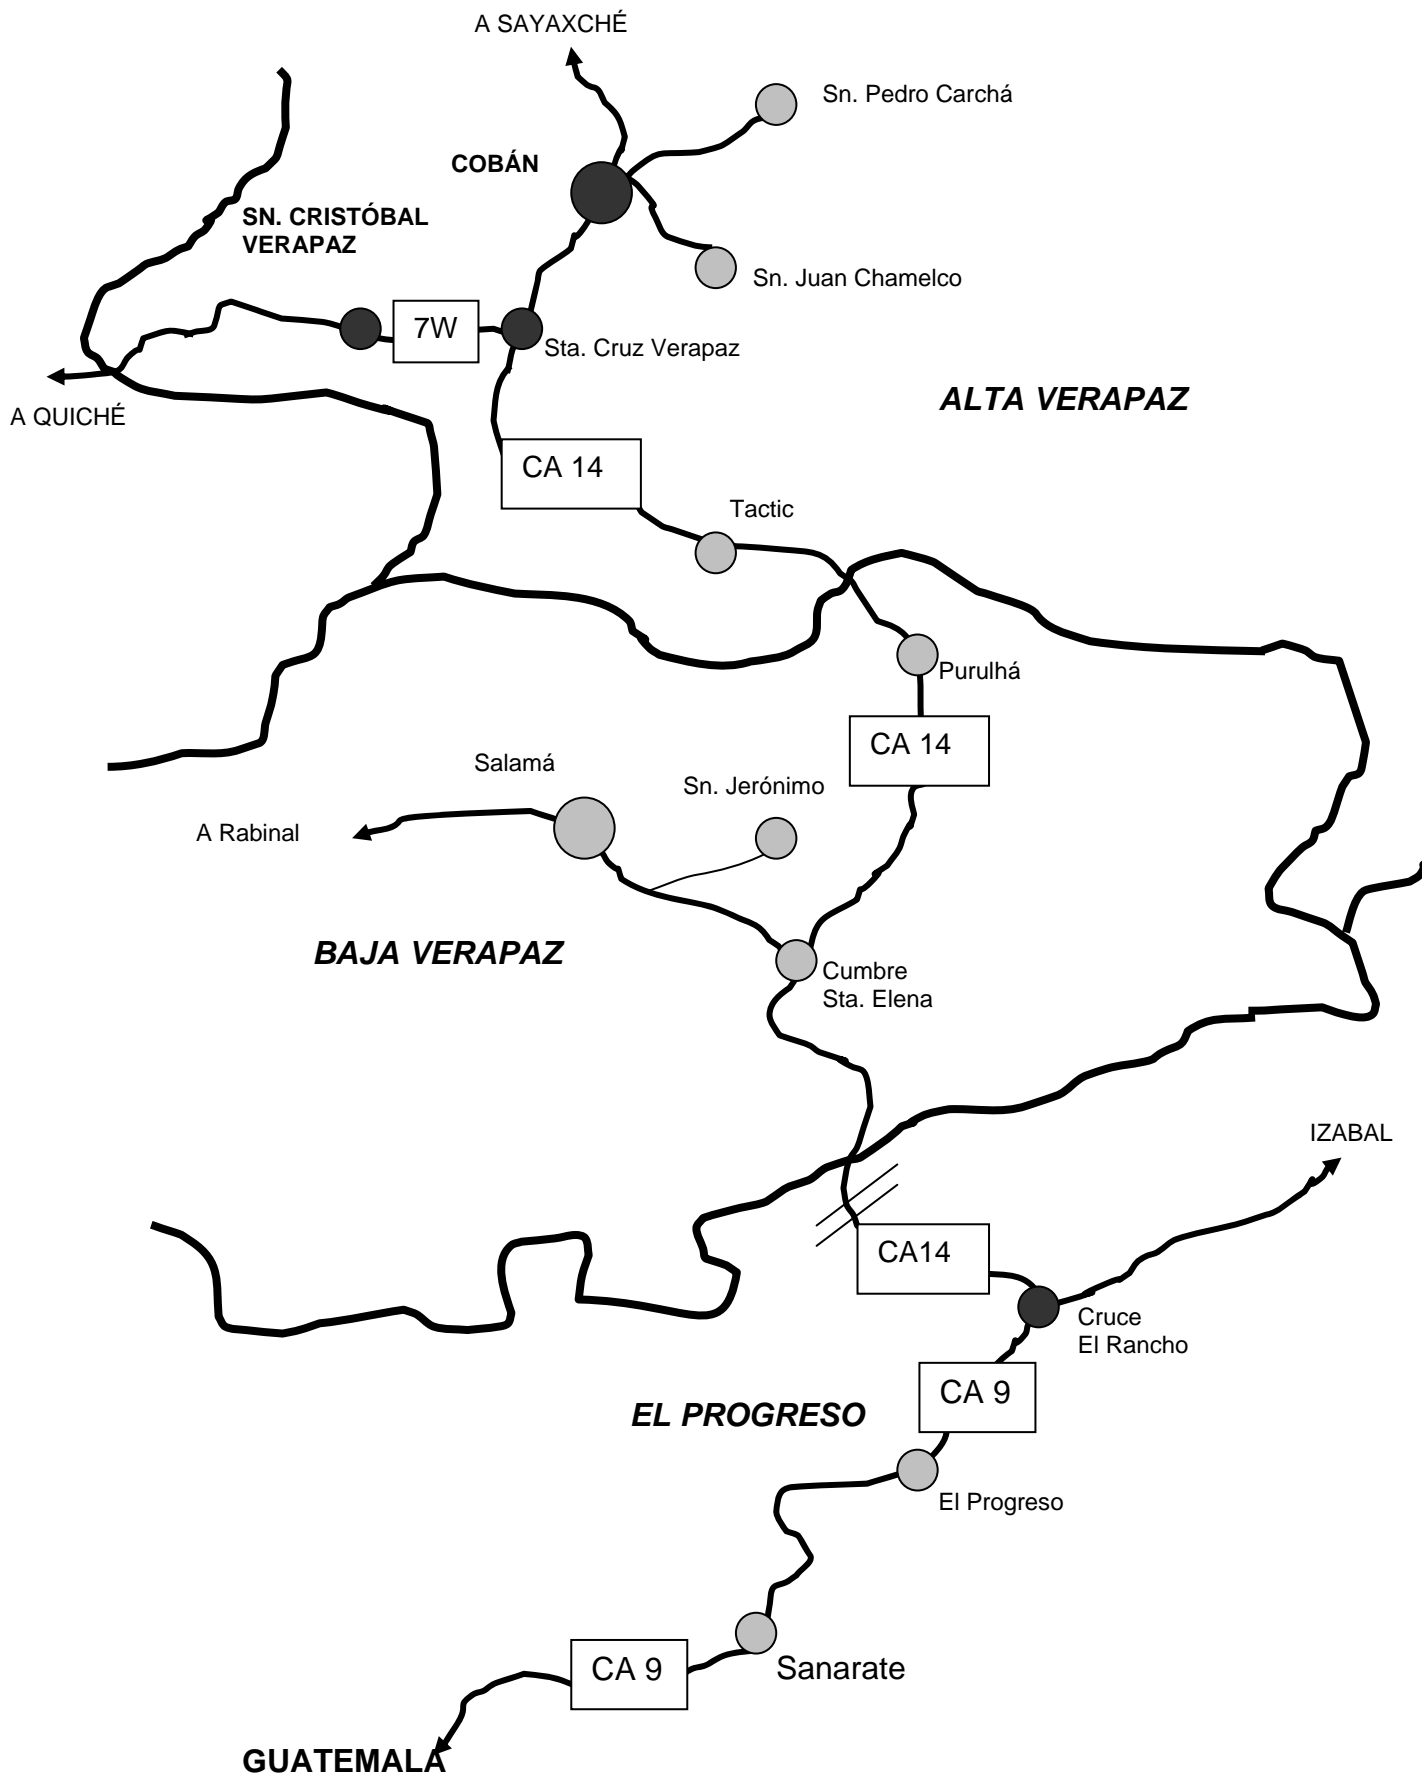 A SAYAXCHÉ
Sn. Pedro Carchá
COBÁN
SN. CRISTÓBAL
VERAPAZ
Sn. Juan Chamelco
7W
Sta. Cruz Verapaz
ALTA VERAPAZ
A QUICHÉ
CA 14
Tactic
Purulhá
CA 14
Salamá
Sn. Jerónimo
A Rabinal
BAJA VERAPAZ
Cumbre
Sta. Elena
IZABAL
CA14
Cruce
El Rancho
CA 9
EL PROGRESO
El Progreso
CA 9
Sanarate
GUATEMALA